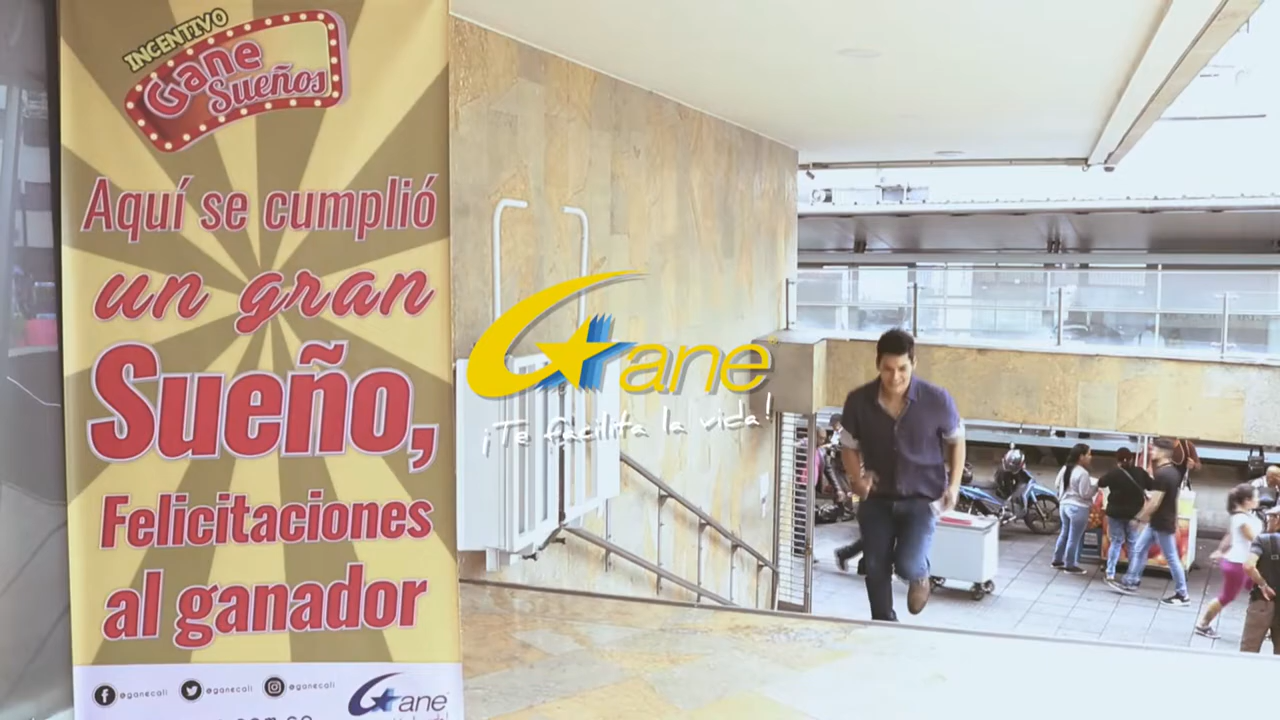 INCENTIVO
Gane
Sueños
Aquí se cumplió
un gran
Sueño,
Felicitaciones
al ganador
@ganecali @ganecali @ganecali
Gane
Gane
¡Te facilita la vida!